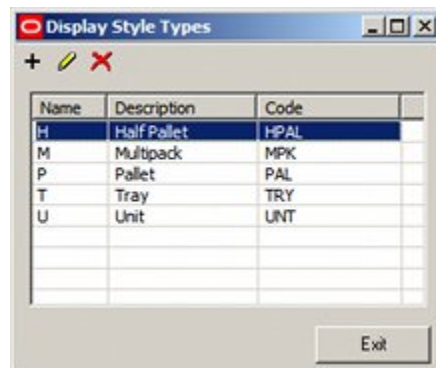 Display Style Types
Name Description Code
H Half Pallet HPAL
M Multipack MPK
P Pallet PAL
T Tray TRY
U Unit UNT
Exit